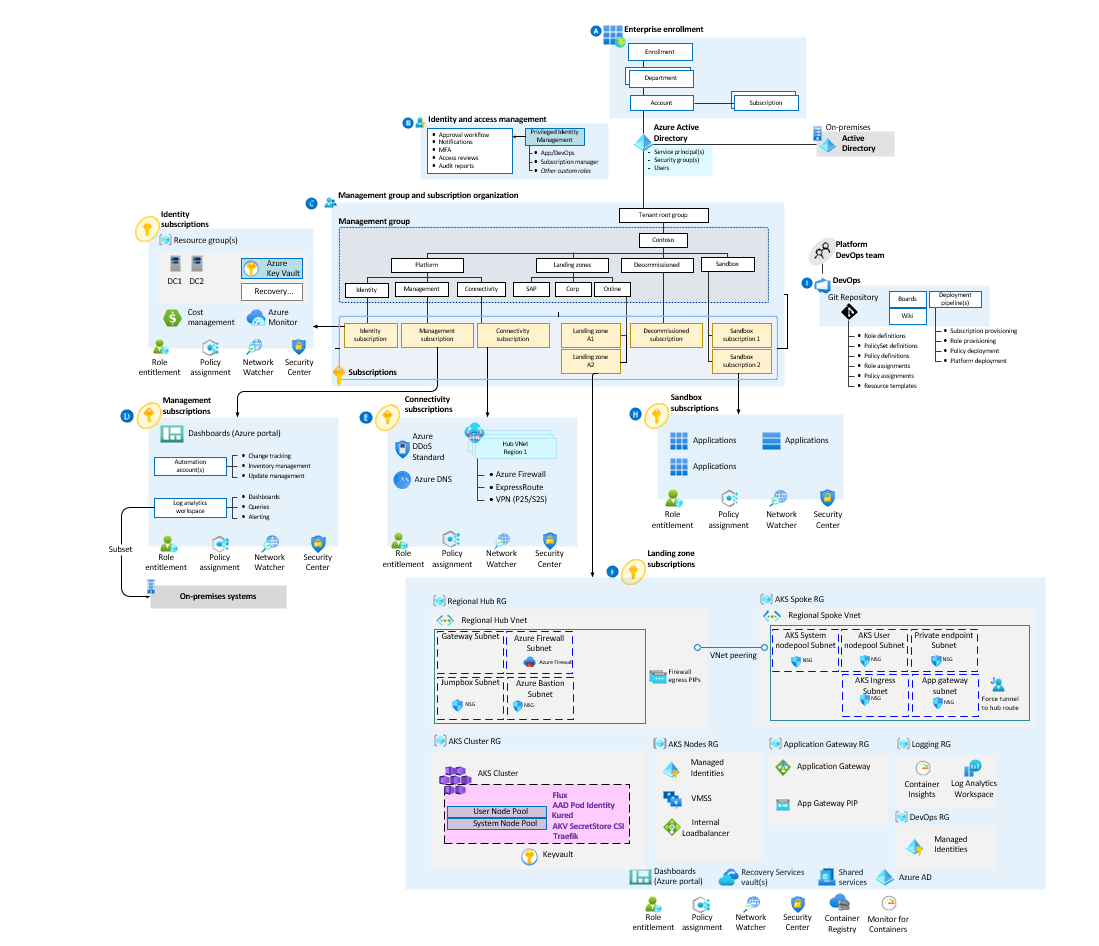 A
Enterprise enrollment
Enrollment
Department
Account
Subscription
B
Identity and access management
Approval workflow
Notifications
MFA
Access reviews
Audit reports
Privileged Identity
Management
App/DevOps
Subscription manager
Other custom roles
Azure Active
Directory
Service principal(s)
Security group(s)
Users
On-premises
Active
Directory
C
Management group and subscription organization
Management group
Tenant root group
Contoso
Platform
Landing zones
Decommissioned
Sandbox
Identity
Management
Connectivity
SAP
Corp
Online
Identity
subscription
Management
subscription
Connectivity
subscription
Landing zone
A1
Landing zone
A2
Decommissioned
subscription
Sandbox
subscription 1
Sandbox
subscription 2
Subscriptions
Identity
subscriptions
Resource group(s)
DC1
DC2
Azure
Key Vault
Recovery...
Cost
management
Azure
Monitor
Role
entitlement
Policy
assignment
Network
Watcher
Security
Center
Platform
DevOps team
I
DevOps
Git Repository
Boards
Wiki
Deployment
pipeline(s)
Role definitions
PolicySet definitions
Policy definitions
Role assignments
Policy assignments
Resource templates
Subscription provisioning
Role provisioning
Policy deployment
Platform deployment
D
Management
subscriptions
Dashboards (Azure portal)
Automation
account(s)
Change tracking
Inventory management
Update management
Log analytics
workspace
Dashboards
Queries
Alerting
Subset
Role
entitlement
Policy
assignment
Network
Watcher
Security
Center
On-premises systems
E
Connectivity
subscriptions
Azure
DDoS
Standard
Azure DNS
Hub VNet
Region 1
Azure Firewall
ExpressRoute
VPN (P25/S2S)
Role
entitlement
Policy
assignment
Network
Watcher
Security
Center
H
Sandbox
subscriptions
Applications
Applications
Applications
Role
entitlement
Policy
assignment
Network
Watcher
Security
Center
Landing zone
subscriptions
Regional Hub RG
Regional Hub Vnet
Gateway Subnet
Azure Firewall
Subnet
Azure Firewall
Jumpbox Subnet
NSG
Azure Bastion
Subnet
NSG
Firewall
egress PIPs
VNet peering
AKS Spoke RG
Regional Spoke Vnet
AKS System
nodepool Subnet
NSG
AKS User
nodepool Subnet
NSG
Private endpoint
Subnet
NSG
AKS Ingress
Subnet
NSG
App gateway
subnet
NSG
Force tunnel
to hub route
AKS Cluster RG
AKS Cluster
User Node Pool
System Node Pool
Flux
AAD Pod Identity
Kured
AKV SecretStore CSI
Traefik
Keyvault
AKS Nodes RG
Managed
Identities
VMSS
Internal
Loadbalancer
Application Gateway RG
Application Gateway
App Gateway PIP
Logging RG
Container
Insights
Log Analytics
Workspace
DevOps RG
Managed
Identities
Dashboards
(Azure portal)
Recovery Services
vault(s)
Shared
services
Azure AD
Role
entitlement
Policy
assignment
Network
Watcher
Security
Center
Container
Registry
Monitor for
Containers